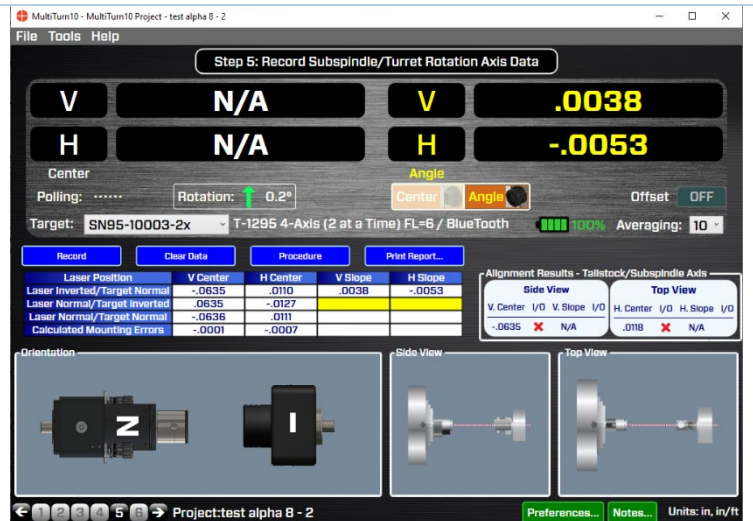 MultiTurn10 - MultiTurn10 Project - test alpha 8 - 2
File Tools Help
Step 5: Record Subspindle/Turret Rotation Axis Data
V N/A V .0038
H N/A H -.0053
Center Angle
Polling: ...... Rotation: 0.2° Center Angle Offset OFF
Target: SN95-10003-2x T-1295 4-Axis (2 at a Time) FL=6 / BlueTooth 100% Averaging: 10
Record Clear Data Procedure Print Report...
Laser Position V Center H Center V Slope H Slope
Laser Inverted/Target Normal -.0635 .0110 .0038 -.0053
Laser Normal/Target Inverted .0635 -.0127
Laser Normal/Target Normal -.0636 .0111
Calculated Mounting Errors -.0001 -.0007
Alignment Results - Tailstock/Subspindle Axis
Side View Top View
V. Center I/O V. Slope I/O H. Center I/O H. Slope I/O
-.0635 N/A .0118 N/A
Orientation Side View Top View
N I
1 2 3 4 5 6 Project:test alpha 8 - 2 Preferences... Notes... Units: in, in/ft